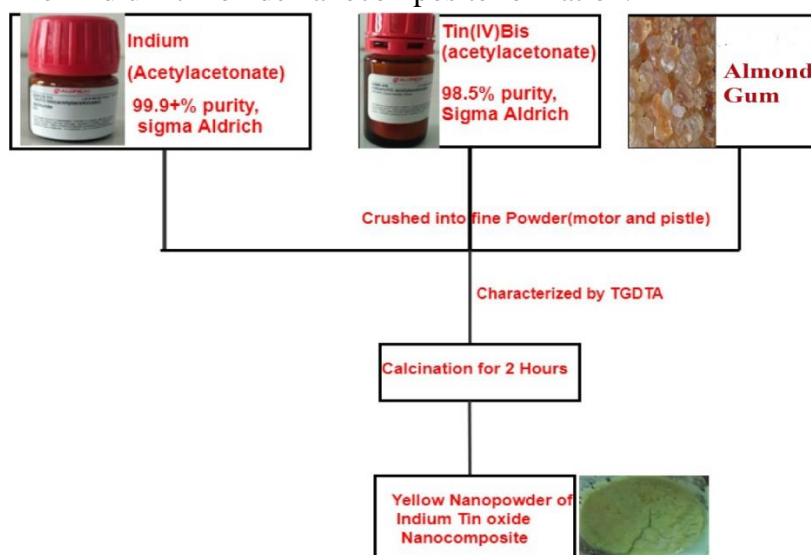 Indium
(Acetylacetonate)
99.9+% purity,
sigma Aldrich
Tin(IV)Bis
(acetylacetonate)
98.5% purity,
Sigma Aldrich
Almond
Gum
Crushed into fine Powder(motor and pistle)
Characterized by TGDTA
Calcination for 2 Hours
Yellow Nanopowder of
Indium Tin oxide
Nanocomposite